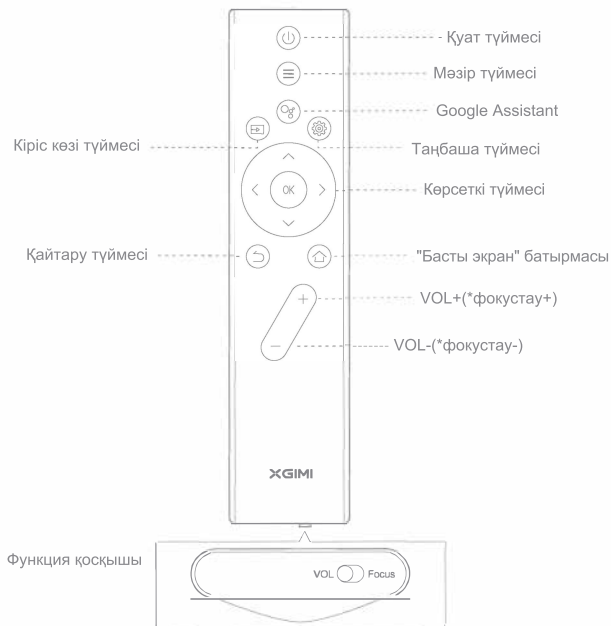 Қуат түймесі
Мәзір түймесі
Google Assistant
Кіріс көзі түймесі
Таңбаша түймесі
OK
Көрсеткі түймесі
Қайтару түймесі
"Басты экран" батырмасы
VOL+(*фокустау+)
VOL-(*фокустау-)
XGIMI
Функция қосқышы
VOL Focus